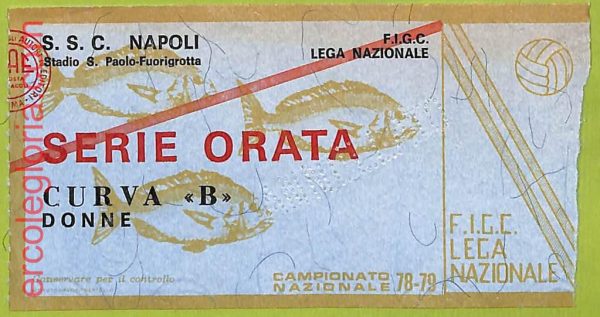 S. S. C. NAPOLI
Stadio S. Paolo-Fuorigrotta
F.I.G.C.
LEGA NAZIONALE
SERIE ORATA
CURVA «B»
DONNE
Conservare per il controllo
CAMPIONATO
NAZIONALE 78-79
F.I.G.C.
LEGA
NAZIONALE